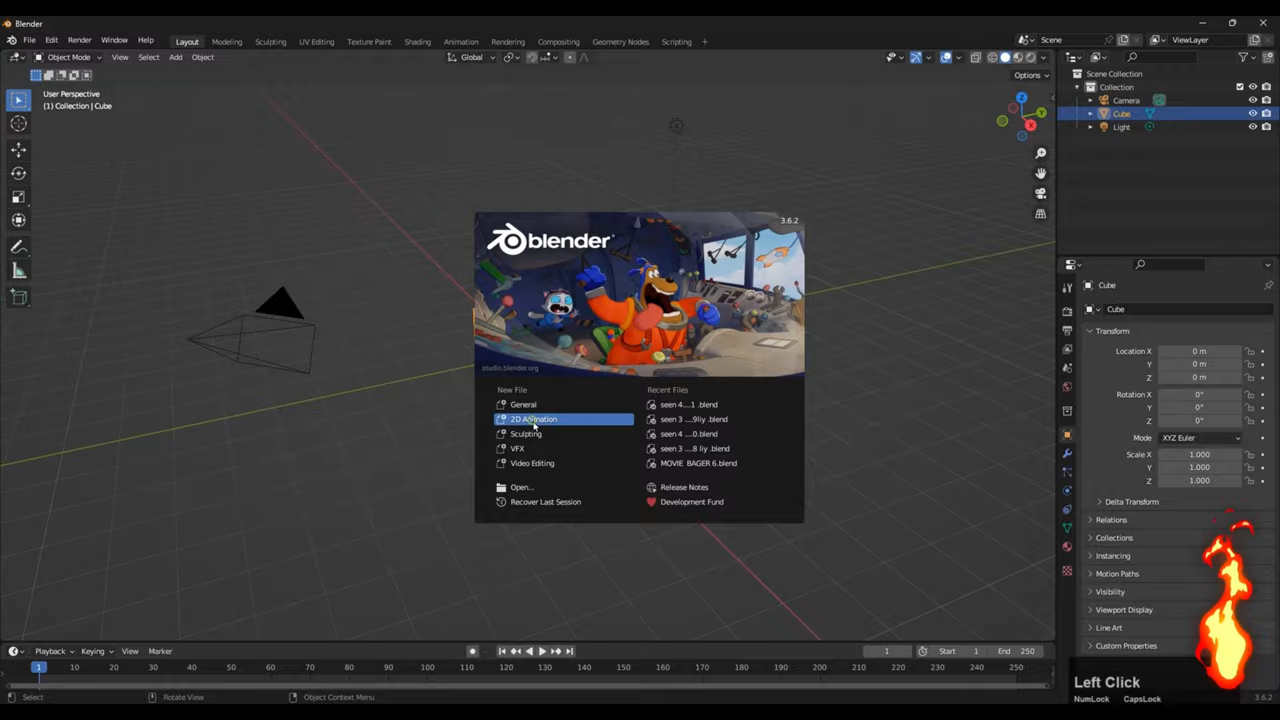 Blender
File Edit Render Window Help Layout Modeling Sculpting UV Editing Texture Paint Shading Animation Rendering Compositing Geometry Nodes Scripting + Scene ViewLayer
Object Mode View Select Add Object Global
Options
User Perspective
(1) Collection | Cube
Scene Collection
Collection
Camera
Cube
Light
Z
Y
X
3.6.2
blender
studio.blender.org
New File
General
2D Animation
Sculpting
VFX
Video Editing
Open...
Recover Last Session
Recent Files
seen 4....1 .blend
seen 3 ....9liy .blend
seen 4 ....0.blend
seen 3 ....8 liy .blend
MOVIE BAGER 6.blend
Release Notes
Development Fund
Cube
Cube
Transform
Location X 0 m
Y 0 m
Z 0 m
Rotation X 0°
Y 0°
Z 0°
Mode XYZ Euler
Scale X 1.000
Y 1.000
Z 1.000
Delta Transform
Relations
Collections
Instancing
Motion Paths
Visibility
Viewport Display
Line Art
Custom Properties
Playback Keying View Marker 1 Start 1 End 250
1 10 20 30 40 50 60 70 80 90 100 110 120 130 140 150 160 170 180 190 200 210 220 230 240 250
Select Rotate View Object Context Menu
Left Click
NumLock CapsLock
3.6.2